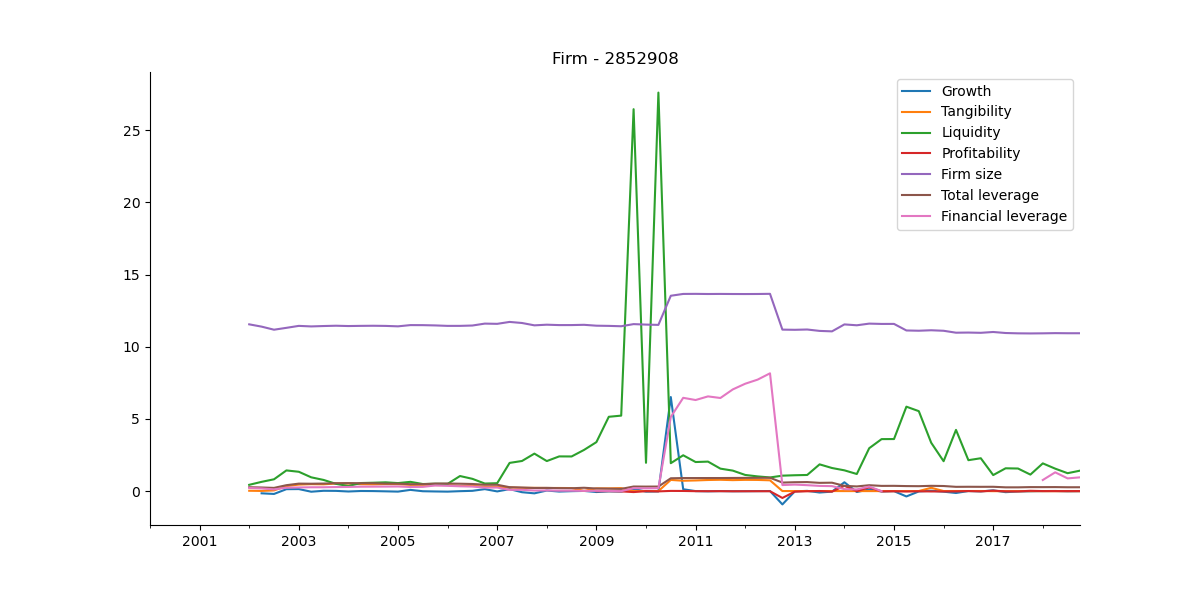 Firm - 2852908
Growth
Tangibility
Liquidity
Profitability
Firm size
Total leverage
Financial leverage
25
20
15
10
5
0
2001 2003 2005 2007 2009 2011 2013 2015 2017